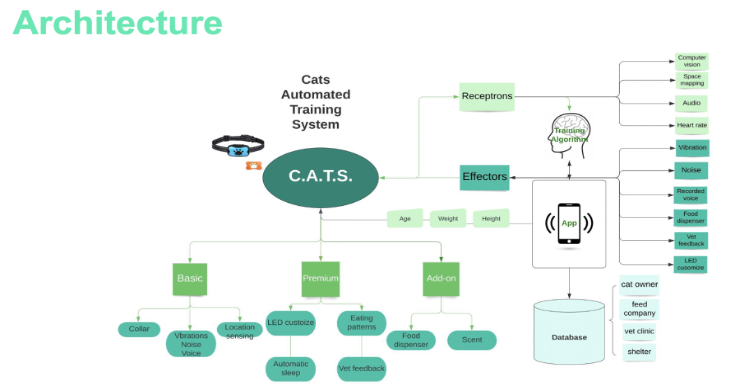 Architecture
Cats
Automated
Training
System
C.A.T.S.
Receptrons
Effectors
Training
Algorithm
App
Computer
vision
Space
mapping
Audio
Heart rate
Vibration
Noise
Recorded
voice
Food
dispenser
Vet
feedback
LED
cusomize
Age
Weight
Height
Basic
Premium
Add-on
Collar
Vbrations
Noise
Voice
Location
sensing
LED custoize
Automatic
sleep
Eating
patterns
Vet feedback
Food
dispenser
Scent
Database
cat owner
feed
company
vet clinic
shelter